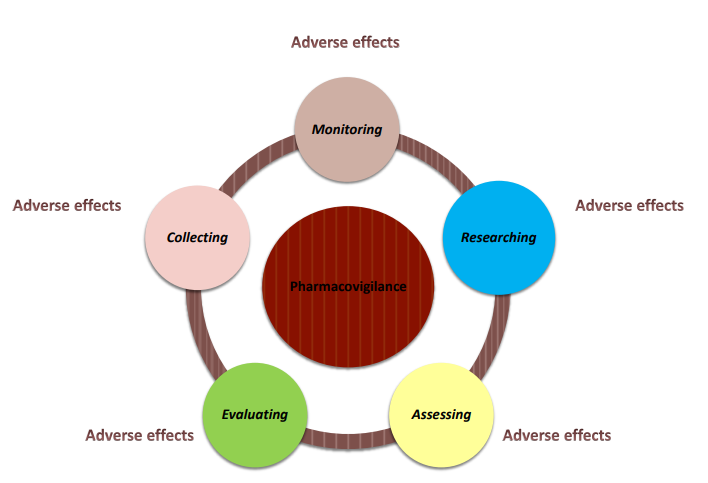 Adverse effects
Monitoring
Adverse effects
Adverse effects
Collecting
Researching
Pharmacovigilance
Evaluating
Assessing
Adverse effects
Adverse effects